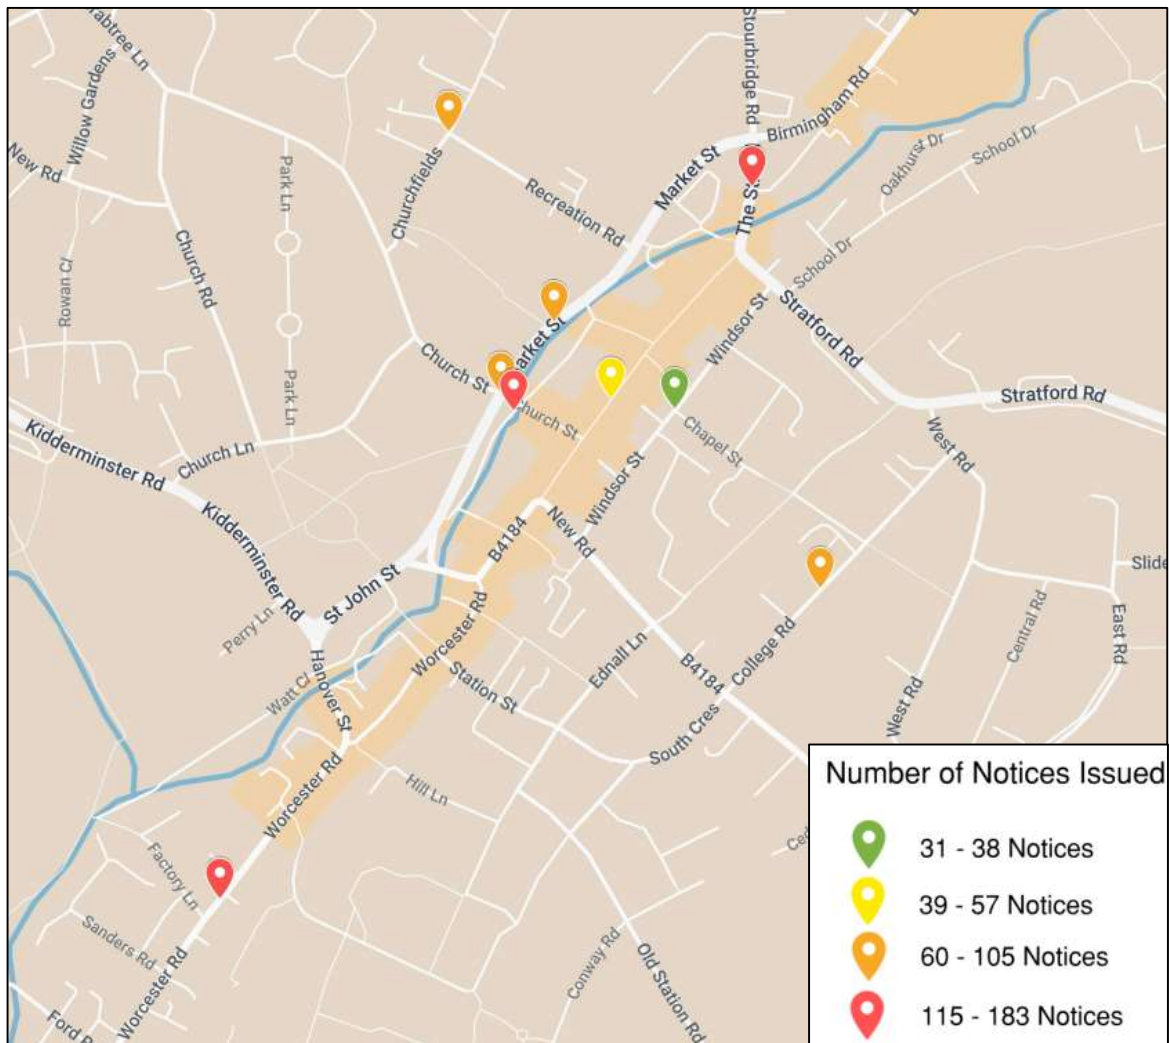 Crabtree Ln
Willow Gardens
New Rd
Park Ln
Churchfields
Recreation Rd
Market St
Stourbridge Rd
Birmingham Rd
Oakhurst Dr
School Dr
The St
School Dr
Church Rd
Rowan Cl
Park Ln
Church St
arket St
Church St
Windsor St
Stratford Rd
Stratford Rd
West Rd
Chapel St
Windsor St
Kidderminster Rd
Church Ln
Kidderminster Rd
St John St
B4184
New Rd
Perry Ln
Hanover St
Watt Cl
Worcester Rd
Station St
Ednall Ln
B4184
College Rd
South Cres
West Rd
Central Rd
East Rd
Slide
Worcester Rd
Hill Ln
Factory Ln
Sanders Rd
Worcester Rd
Ford
Conway Rd
Old Station Rd
Number of Notices Issued
31 - 38 Notices
39 - 57 Notices
60 - 105 Notices
115 - 183 Notices